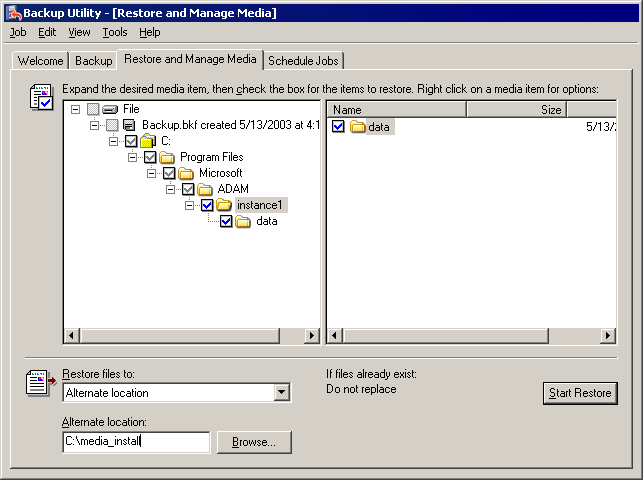 Backup Utility - [Restore and Manage Media]
Job Edit View Tools Help
Welcome Backup Restore and Manage Media Schedule Jobs
Expand the desired media item, then check the box for the items to restore. Right click on a media item for options:
File
Backup.bkf created 5/13/2003 at 4:1
C:
Program Files
Microsoft
ADAM
instance1
data
Name Size
data 5/13/2
Restore files to:
Alternate location
If files already exist:
Do not replace
Start Restore
Alternate location:
C:\media_install
Browse...